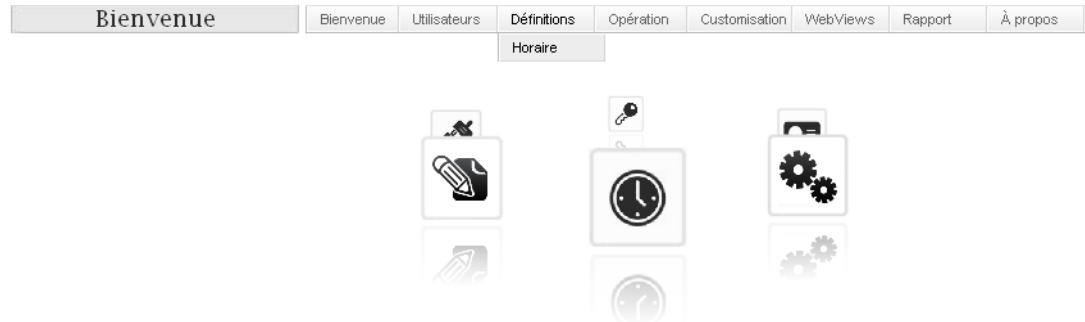 Bienvenue Bienvenue Utilisateurs Définitions Opération Customisation WebViews Rapport À propos
Horaire